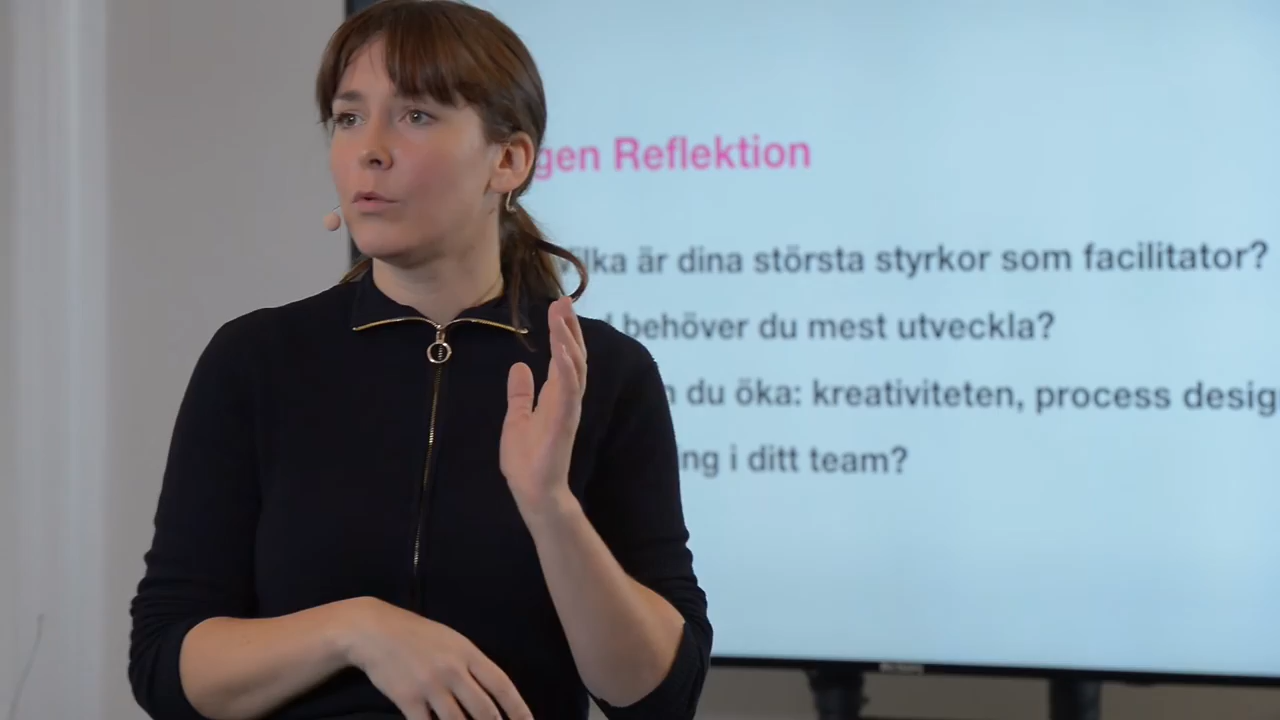 gen Reflektion
ilka är dina största styrkor som facilitator?
behöver du mest utveckla?
du öka: kreativiteten, process desig
ng i ditt team?